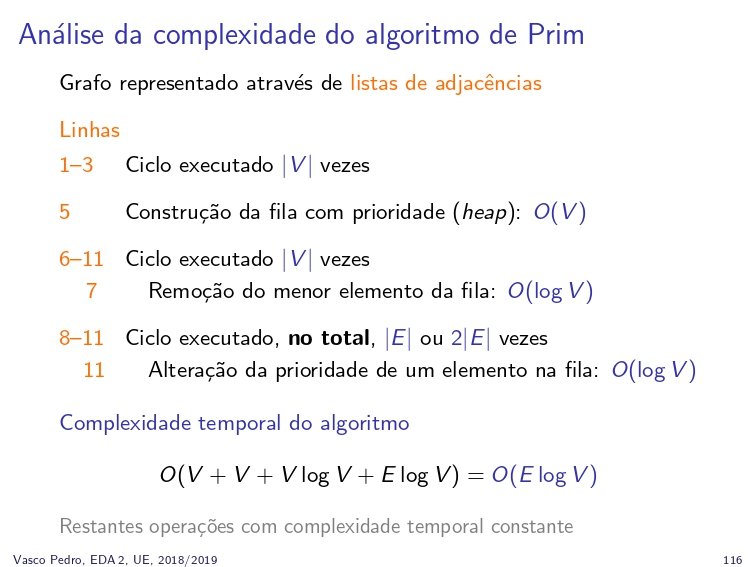 Análise da complexidade do algoritmo de Prim
Grafo representado através de listas de adjacências
Linhas
1–3 Ciclo executado |V| vezes
5 Construção da fila com prioridade (heap): O(V)
6–11 Ciclo executado |V| vezes
7 Remoção do menor elemento da fila: O(log V)
8–11 Ciclo executado, no total, |E| ou 2|E| vezes
11 Alteração da prioridade de um elemento na fila: O(log V)
Complexidade temporal do algoritmo
O(V + V + V log V + E log V) = O(E log V)
Restantes operações com complexidade temporal constante
Vasco Pedro, EDA 2, UE, 2018/2019 116